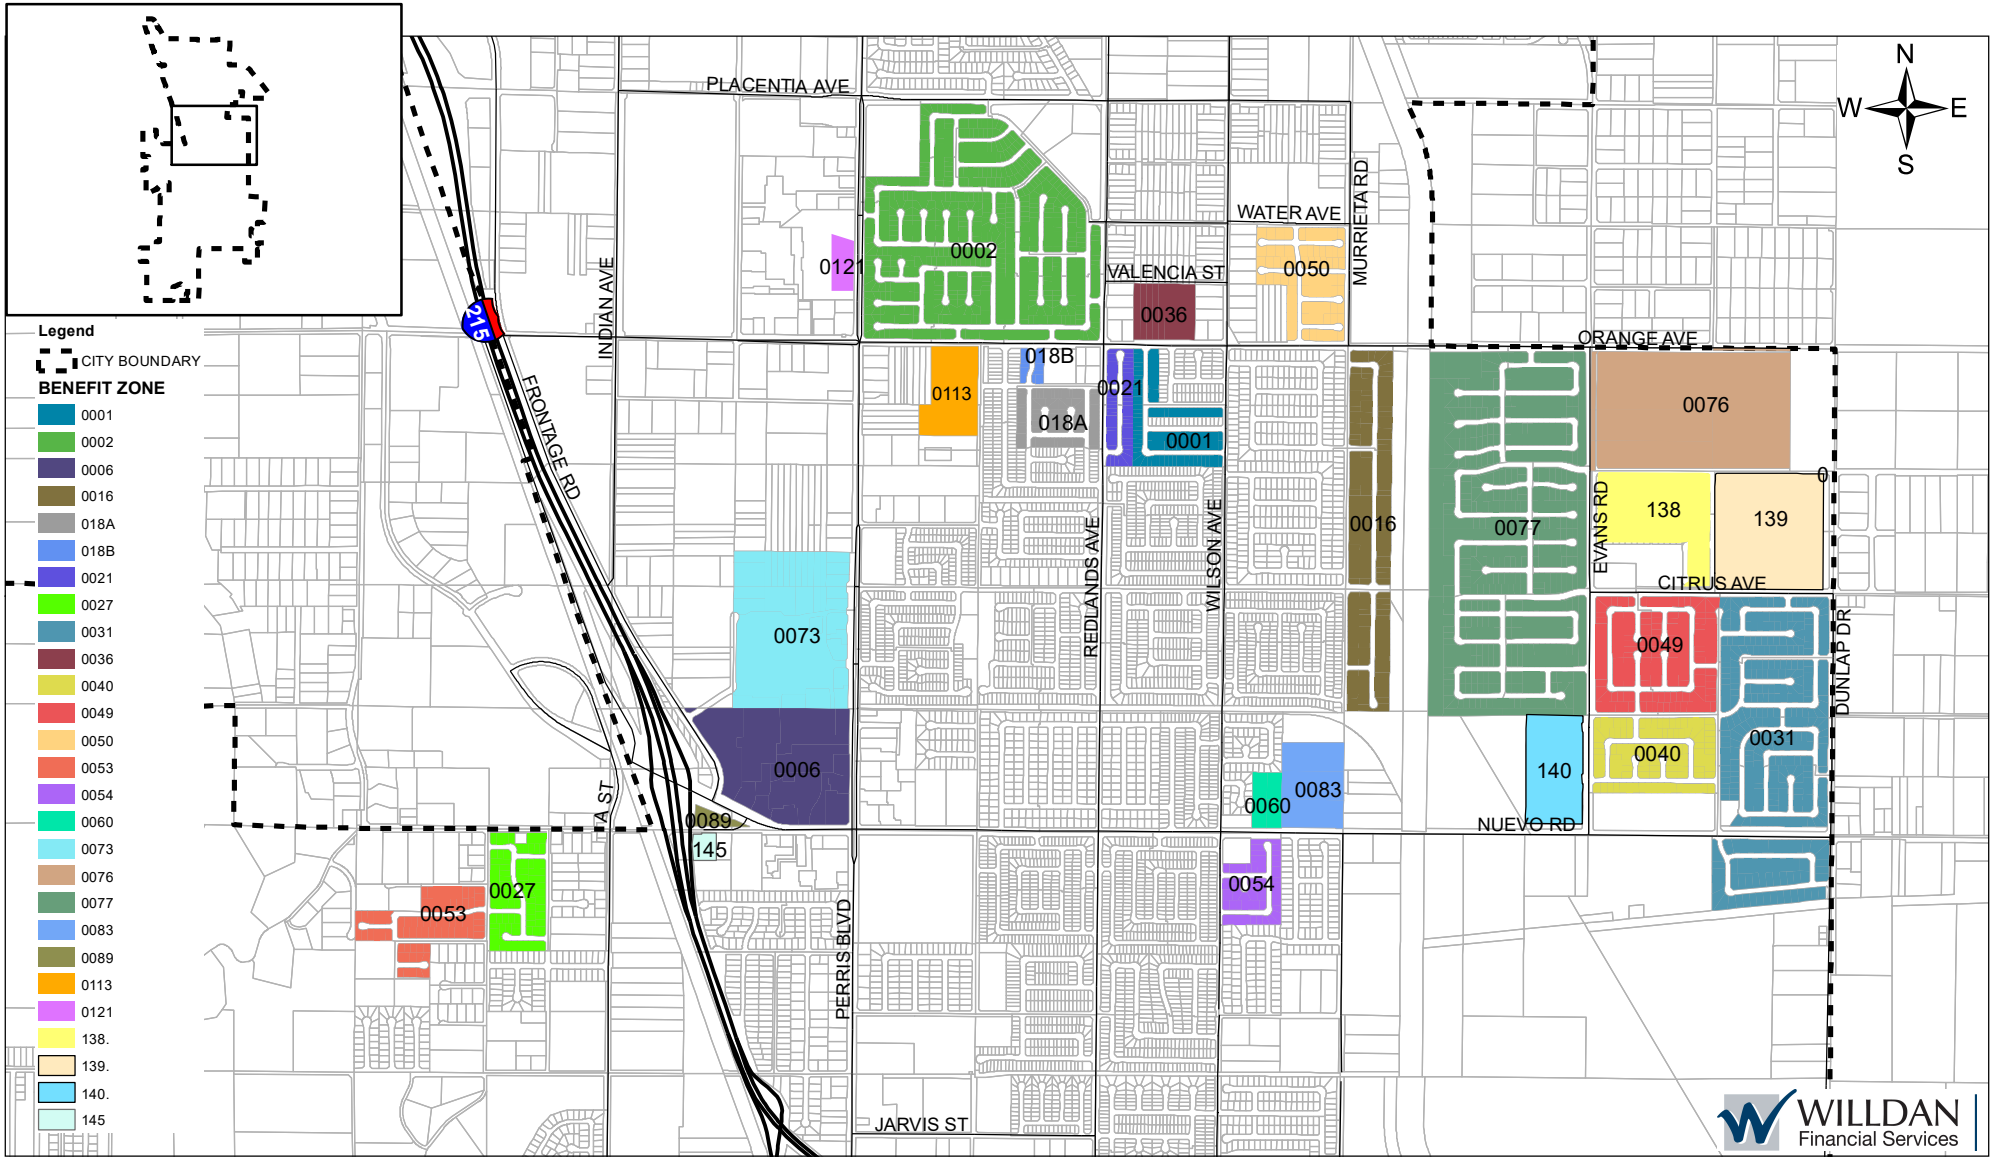 N
W E
S
PLACENTIA AVE
WATER AVE
MURRIETA RD
VALENCIA ST
INDIAN AVE
0121
0002
0050
0036
215
ORANGE AVE
FRONTAGE RD
018B
0113
018A
0021
0001
0076
0016
0077
EVANS RD
138
139
0
CITRUS AVE
REDLANDS AVE
WILSON AVE
0073
0049
DUNLAP DR
0031
0040
0006
140
0083
0060
A ST
0089
145
NUEVO RD
0027
0053
0054
PERRIS BLVD
JARVIS ST
Legend
CITY BOUNDARY
BENEFIT ZONE
0001
0002
0006
0016
018A
018B
0021
0027
0031
0036
0040
0049
0050
0053
0054
0060
0073
0076
0077
0083
0089
0113
0121
138.
139.
140.
145
W WILLDAN
Financial Services